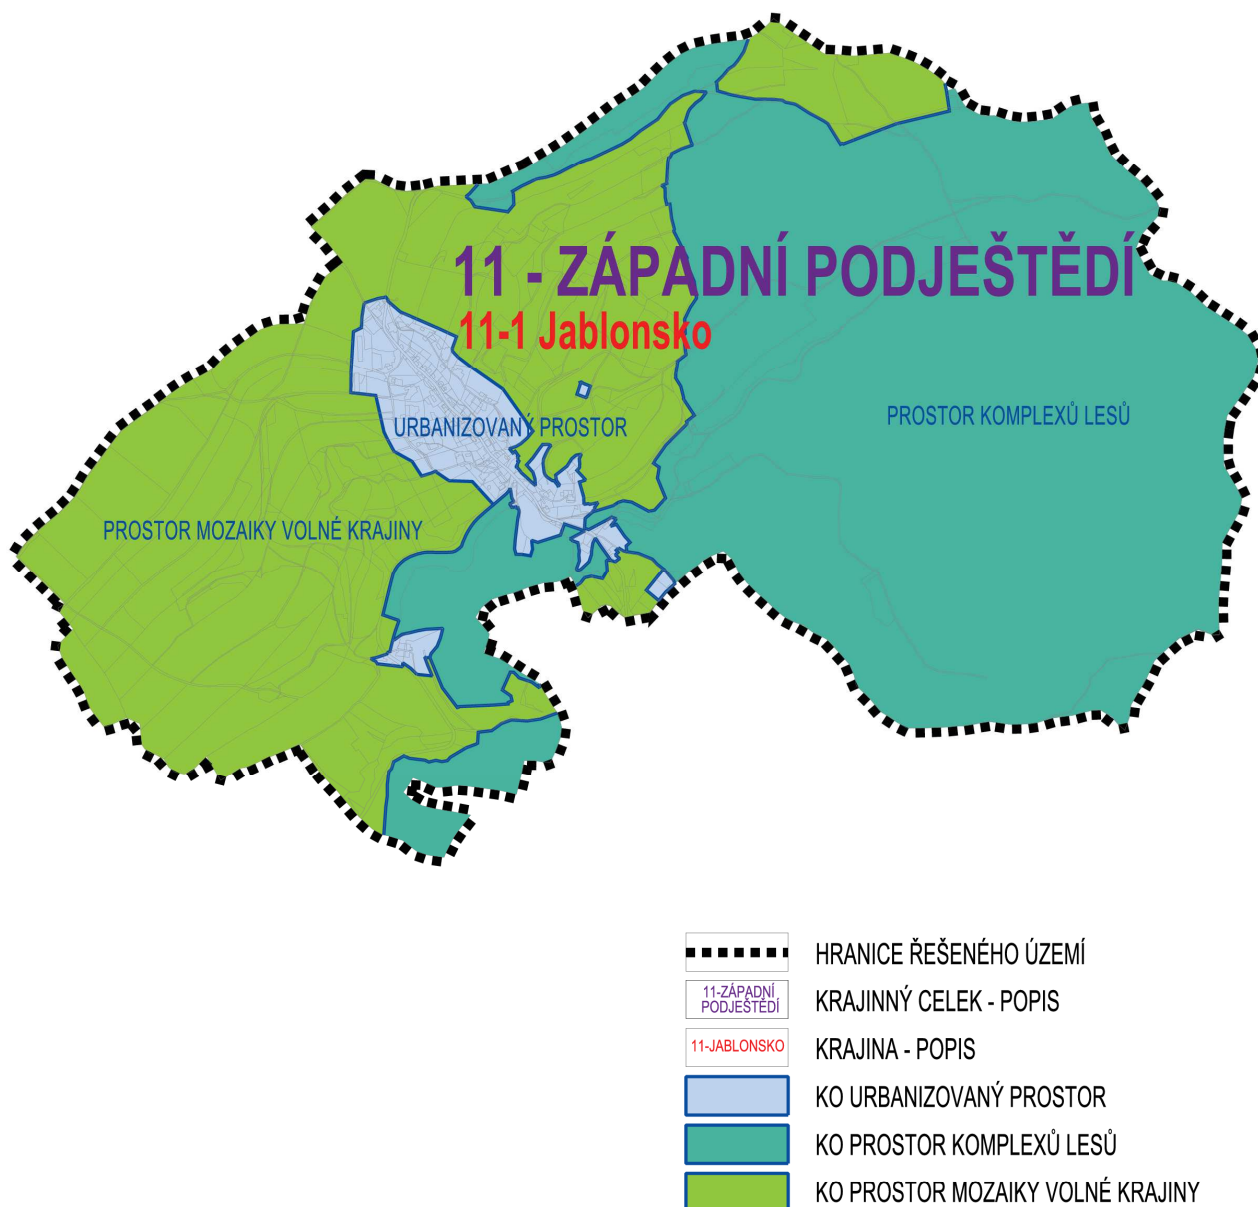 11 - ZÁPADNÍ PODJEŠTĚDÍ
11-1 Jablonsko
PROSTOR KOMPLEXŮ LESŮ
URBANIZOVANÝ PROSTOR
PROSTOR MOZAIKY VOLNÉ KRAJINY
HRANICE ŘEŠENÉHO ÚZEMÍ
11-ZÁPADNÍ
PODJEŠTĚDÍ
KRAJINNÝ CELEK - POPIS
11-JABLONSKO
KRAJINA - POPIS
KO URBANIZOVANÝ PROSTOR
KO PROSTOR KOMPLEXŮ LESŮ
KO PROSTOR MOZAIKY VOLNÉ KRAJINY